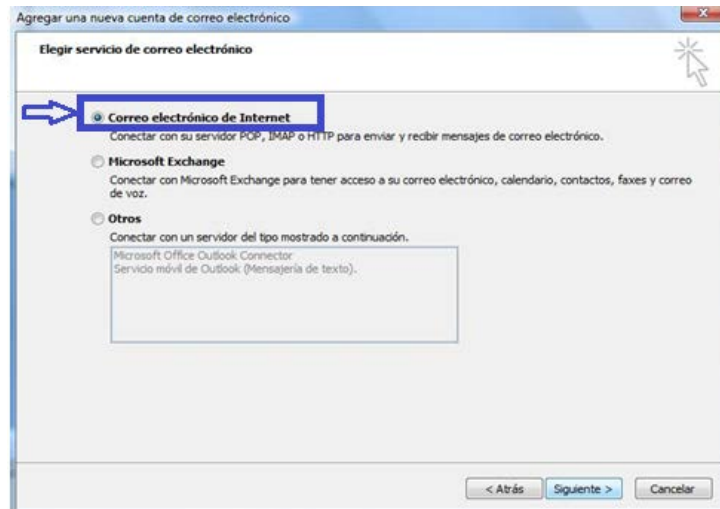 Agregar una nueva cuenta de correo electrónico
Elegir servicio de correo electrónico
Correo electrónico de Internet
Conectar con su servidor POP, IMAP o HTTP para enviar y recibir mensajes de correo electrónico.
Microsoft Exchange
Conectar con Microsoft Exchange para tener acceso a su correo electrónico, calendario, contactos, faxes y correo
de voz.
Otros
Conectar con un servidor del tipo mostrado a continuación.
Microsoft Office Outlook Connector
Servicio móvil de Outlook (Mensajería de texto).
< Atrás Siguiente > Cancelar